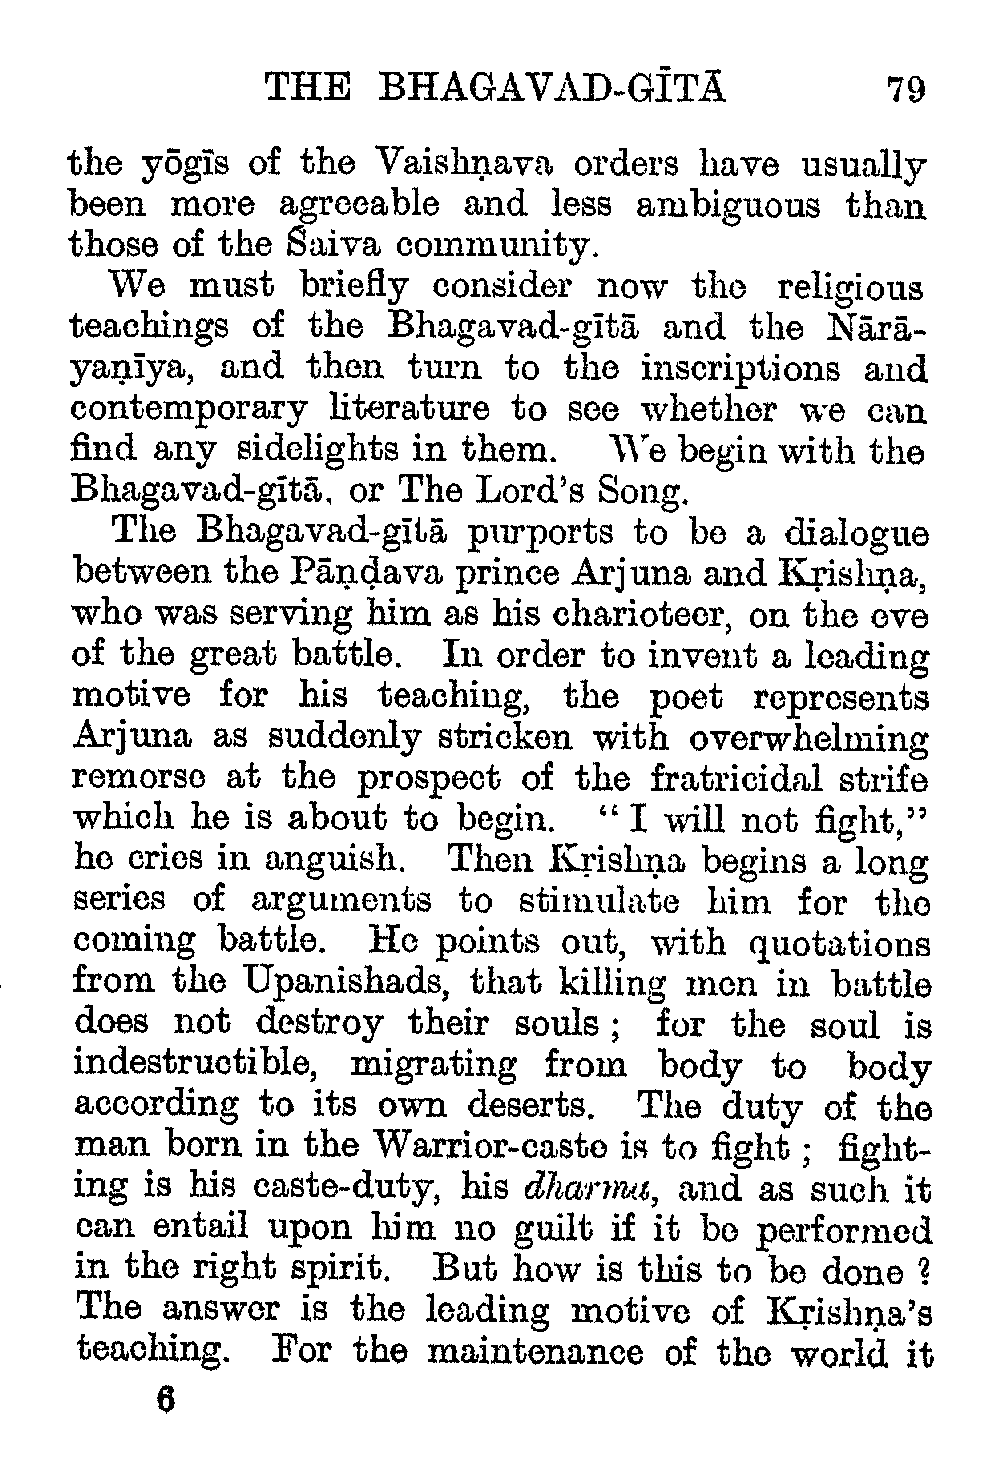 THE BHAGAVAD-GĪTĀ 79
the yōgīs of the Vaishṇava orders have usually
been more agreeable and less ambiguous than
those of the Śaiva community.
We must briefly consider now the religious
teachings of the Bhagavad-gītā and the Nārā-
yaṇīya, and then turn to the inscriptions and
contemporary literature to see whether we can
find any sidelights in them. We begin with the
Bhagavad-gītā, or The Lord's Song.
The Bhagavad-gītā purports to be a dialogue
between the Pāṇḍava prince Arjuna and Kṛishṇa,
who was serving him as his charioteer, on the eve
of the great battle. In order to invent a leading
motive for his teaching, the poet represents
Arjuna as suddenly stricken with overwhelming
remorse at the prospect of the fratricidal strife
which he is about to begin. “ I will not fight,”
he cries in anguish. Then Kṛishṇa begins a long
series of arguments to stimulate him for the
coming battle. He points out, with quotations
from the Upanishads, that killing men in battle
does not destroy their souls ; for the soul is
indestructible, migrating from body to body
according to its own deserts. The duty of the
man born in the Warrior-caste is to fight ; fight-
ing is his caste-duty, his dharma, and as such it
can entail upon him no guilt if it be performed
in the right spirit. But how is this to be done ?
The answer is the leading motive of Kṛishṇa's
teaching. For the maintenance of the world it
6